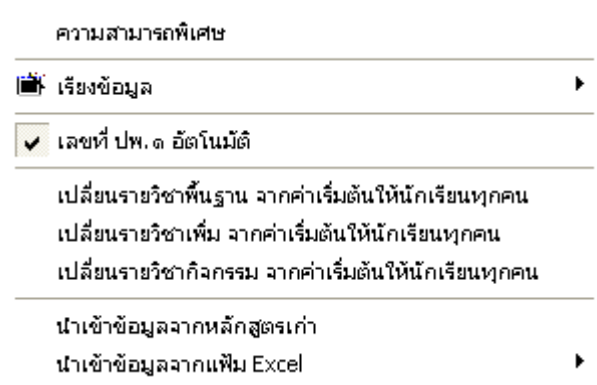 ความสามารถพิเศษ
เรียงข้อมูล
เลขที่ ปพ.๑ อัตโนมัติ
เปลี่ยนรายวิชาพื้นฐาน จากค่าเริ่มต้นให้นักเรียนทุกคน
เปลี่ยนรายวิชาเพิ่ม จากค่าเริ่มต้นให้นักเรียนทุกคน
เปลี่ยนรายวิชากิจกรรม จากค่าเริ่มต้นให้นักเรียนทุกคน
นำเข้าข้อมูลจากหลักสูตรเก่า
นำเข้าข้อมูลจากแฟ้ม Excel